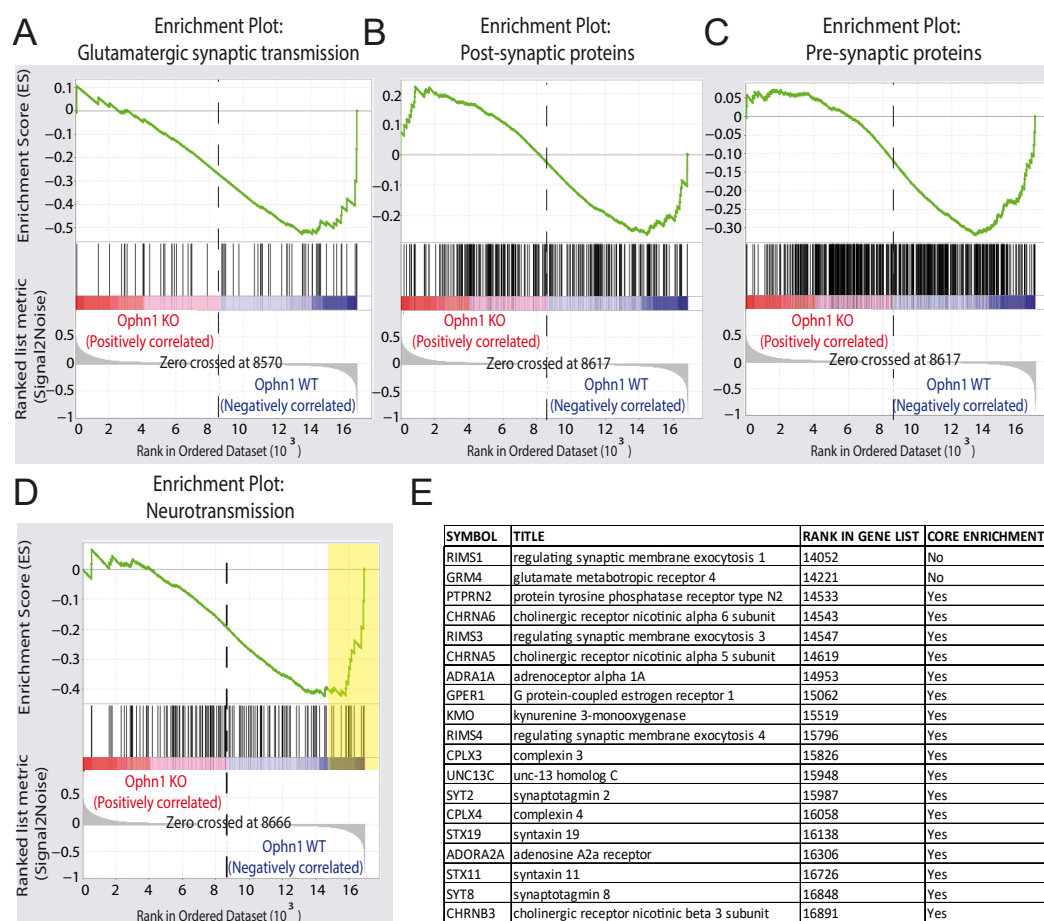 A
Enrichment Plot:
Glutamatergic synaptic transmission
Enrichment Score (ES)
0.1
0
−0.1
−0.2
−0.3
−0.4
−0.5
Ranked list metric
(Signal2Noise)
Ophn1 KO
(Positively correlated)
0.5
0
−0.5
−1
Zero crossed at 8570
Ophn1 WT
(Negatively correlated)
0 2 4 6 8 10 12 14 16
Rank in Ordered Dataset (10 3)
B
Enrichment Plot:
Post-synaptic proteins
0.2
0.1
0
−0.1
−0.2
Ophn1 KO
(Positively correlated)
0.5
0
−0.5
−1
Zero crossed at 8617
Ophn1 WT
(Negatively correlated)
0 2 4 6 8 10 12 14 16
Rank in Ordered Dataset (10 3)
C
Enrichment Plot:
Pre-synaptic proteins
0.05
0
−0.05
−0.10
−0.15
−0.20
−0.25
−0.30
Ophn1 KO
(Positively correlated)
0.5
0
−0.5
−1
Zero crossed at 8617
Ophn1 WT
(Negatively correlated)
0 2 4 6 8 10 12 14 16
Rank in Ordered Dataset (10 3)
D
Enrichment Plot:
Neurotransmission
Enrichment Score (ES)
0
−0.1
−0.2
−0.3
−0.4
Ranked list metric
(Signal2Noise)
Ophn1 KO
(Positively correlated)
0.5
0
−0.5
−1
Zero crossed at 8666
Ophn1 WT
(Negatively correlated)
0 2 4 6 8 10 12 14 16
Rank in Ordered Dataset (10 3)
E
SYMBOL TITLE RANK IN GENE LIST CORE ENRICHMENT
RIMS1 regulating synaptic membrane exocytosis 1 14052 No
GRM4 glutamate metabotropic receptor 4 14221 No
PTPRN2 protein tyrosine phosphatase receptor type N2 14533 Yes
CHRNA6 cholinergic receptor nicotinic alpha 6 subunit 14543 Yes
RIMS3 regulating synaptic membrane exocytosis 3 14547 Yes
CHRNA5 cholinergic receptor nicotinic alpha 5 subunit 14619 Yes
ADRA1A adrenoceptor alpha 1A 14953 Yes
GPER1 G protein-coupled estrogen receptor 1 15062 Yes
KMO kynurenine 3-monooxygenase 15519 Yes
RIMS4 regulating synaptic membrane exocytosis 4 15796 Yes
CPLX3 complexin 3 15826 Yes
UNC13C unc-13 homolog C 15948 Yes
SYT2 synaptotagmin 2 15987 Yes
CPLX4 complexin 4 16058 Yes
STX19 syntaxin 19 16138 Yes
ADORA2A adenosine A2a receptor 16306 Yes
STX11 syntaxin 11 16726 Yes
SYT8 synaptotagmin 8 16848 Yes
CHRNB3 cholinergic receptor nicotinic beta 3 subunit 16891 Yes